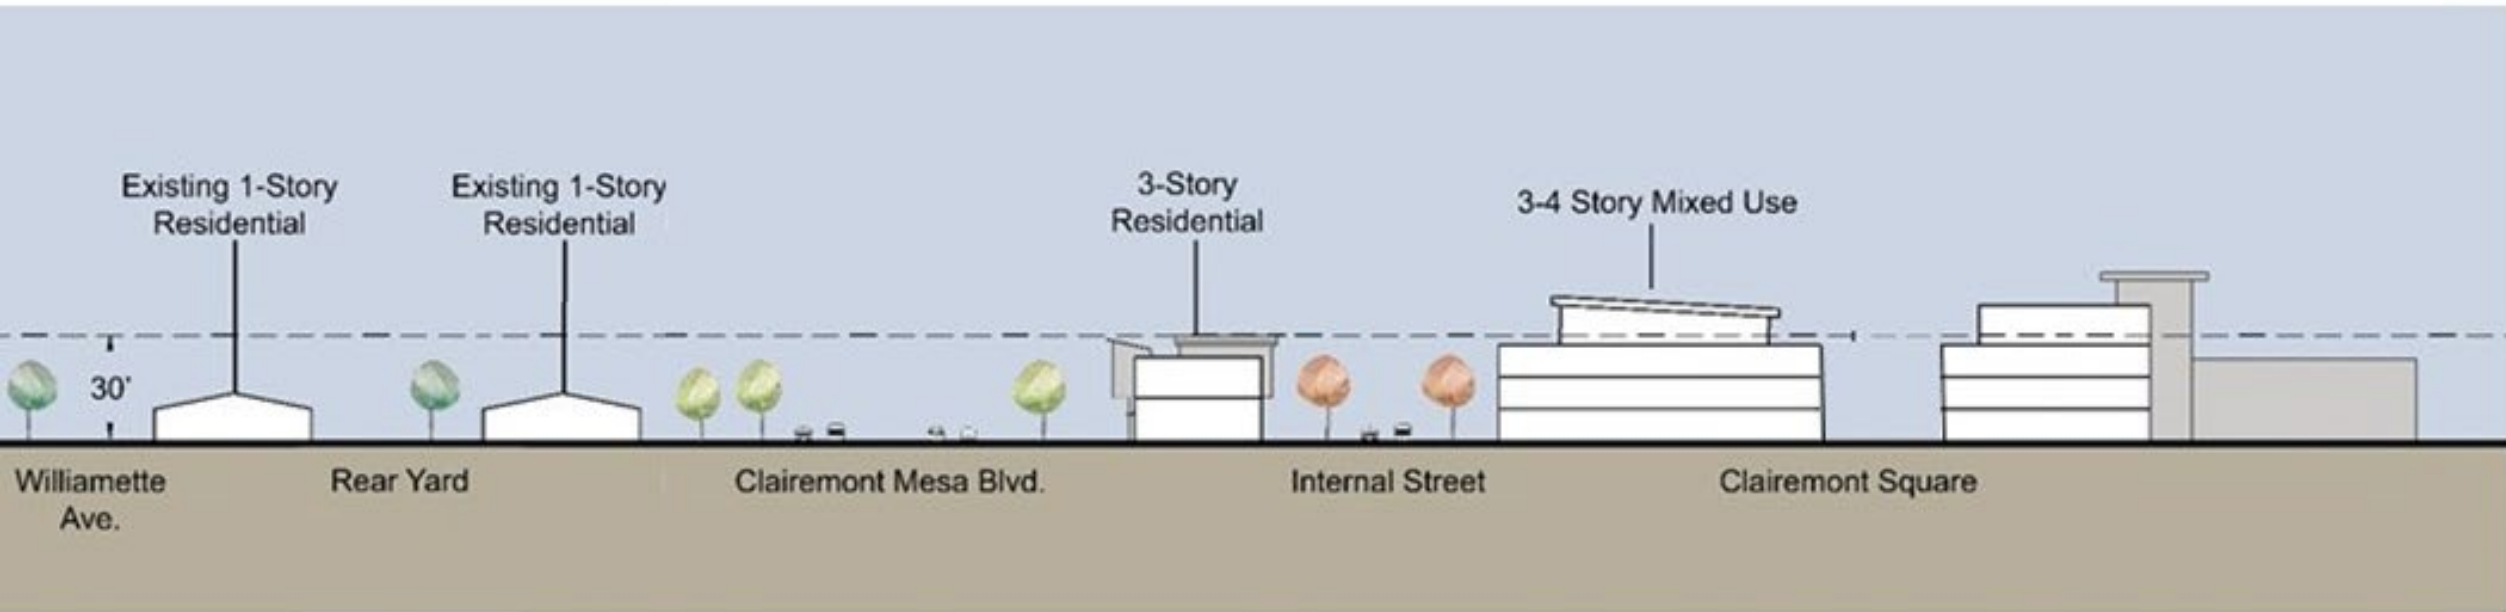 Existing 1-Story
Residential
Existing 1-Story
Residential
3-Story
Residential
3-4 Story Mixed Use
30'
Williamette
Ave.
Rear Yard
Clairemont Mesa Blvd.
Internal Street
Clairemont Square